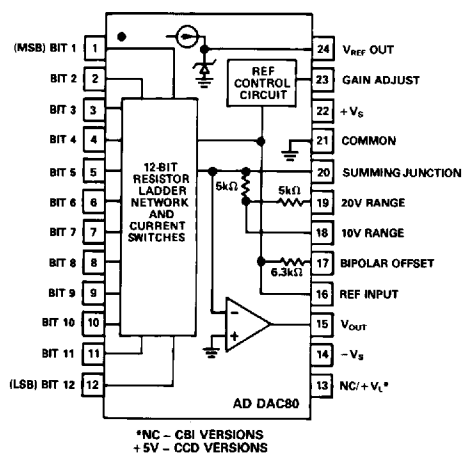 (MSB) BIT 1 1
BIT 2 2
BIT 3 3
BIT 4 4
BIT 5 5
BIT 6 6
BIT 7 7
BIT 8 8
BIT 9 9
BIT 10 10
BIT 11 11
(LSB) BIT 12 12
12-BIT
RESISTOR
LADDER
NETWORK
AND
CURRENT
SWITCHES
REF
CONTROL
CIRCUIT
5kΩ
5kΩ
6.3kΩ
−
+
24 VREF OUT
23 GAIN ADJUST
22 +VS
21 COMMON
20 SUMMING JUNCTION
19 20V RANGE
18 10V RANGE
17 BIPOLAR OFFSET
16 REF INPUT
15 VOUT
14 −VS
13 NC/+VL*
AD DAC80
*NC – CBI VERSIONS
+5V – CCD VERSIONS